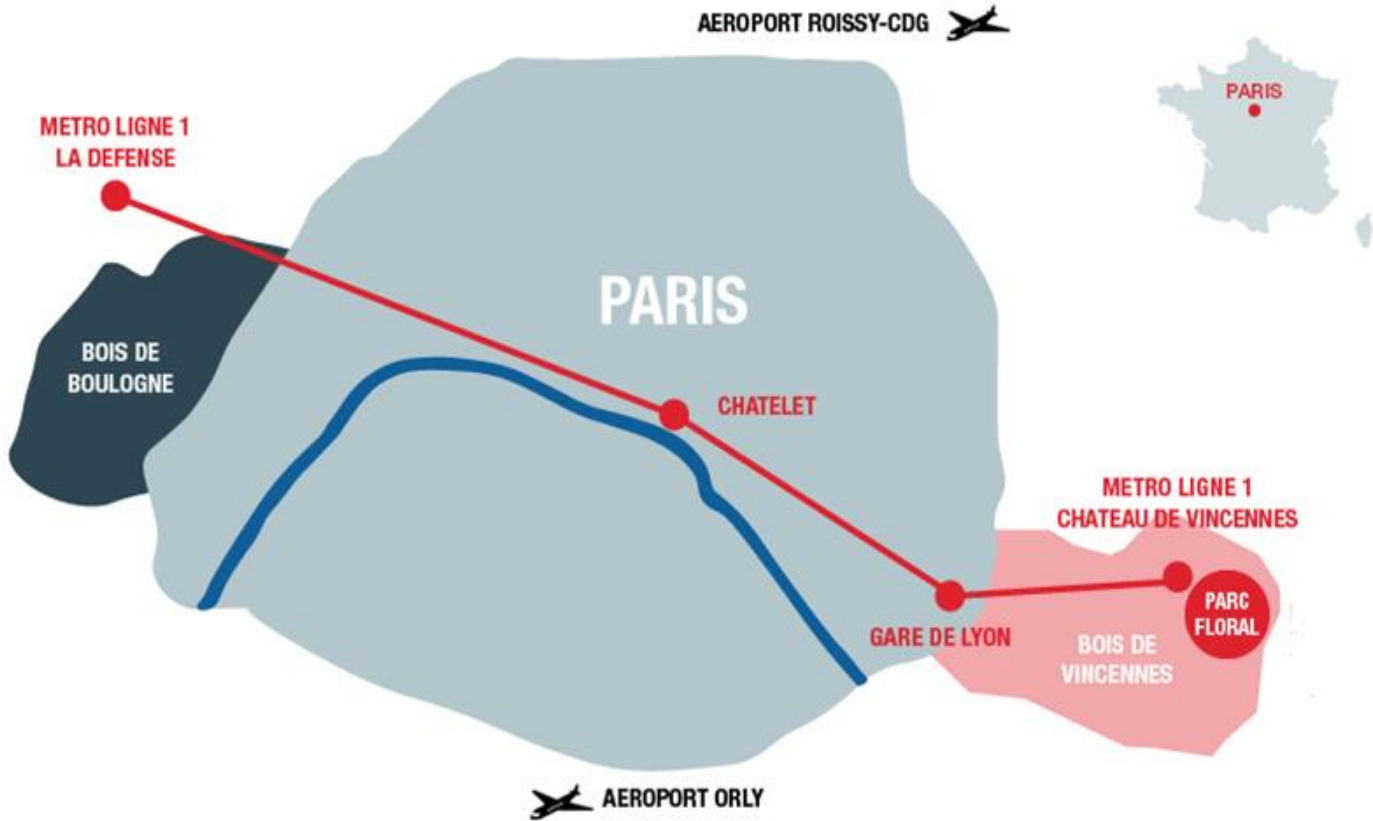 AEROPORT ROISSY-CDG
PARIS
METRO LIGNE 1
LA DEFENSE
PARIS
BOIS DE
BOULOGNE
CHATELET
METRO LIGNE 1
CHATEAU DE VINCENNES
PARC
FLORAL
GARE DE LYON
BOIS DE
VINCENNES
AEROPORT ORLY